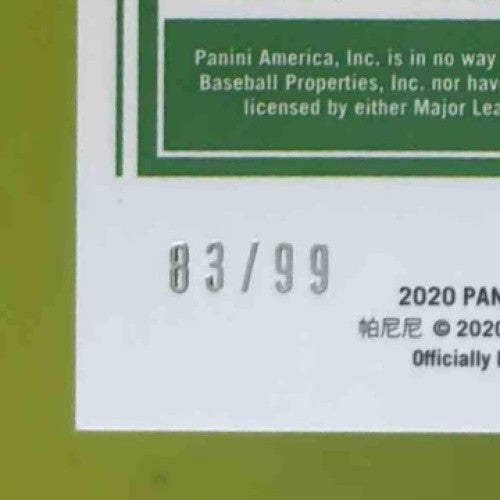 Panini America, Inc. is in no way
Baseball Properties, Inc. nor hav
licensed by either Major Lea
83/99
2020 PAN
帕尼尼 © 2020
Officially